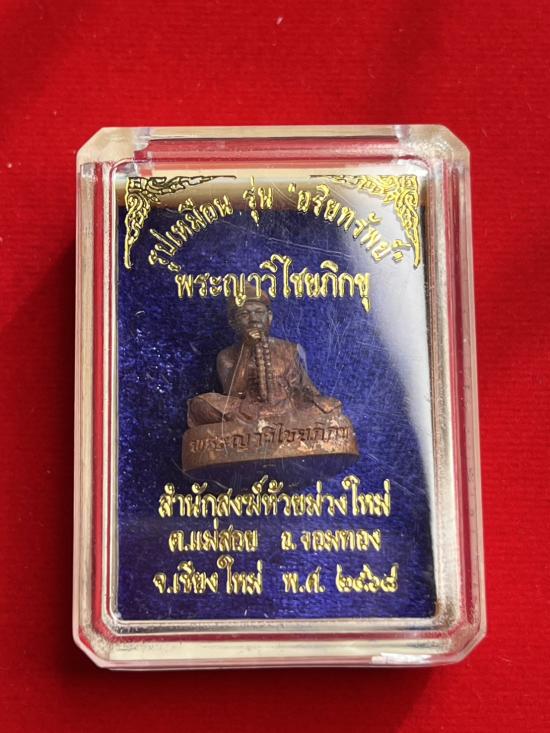 รูปเหมือน รุ่น "อริยทรัพย์"
พระญาวิไชยภิกขุ
พระญาวิไชยภิกขุ
สำนักสงฆ์ห้วยม่วงใหม่
ต.แม่สอย อ.จอมทอง
จ.เชียงใหม่ พ.ศ. ๒๕๖๘